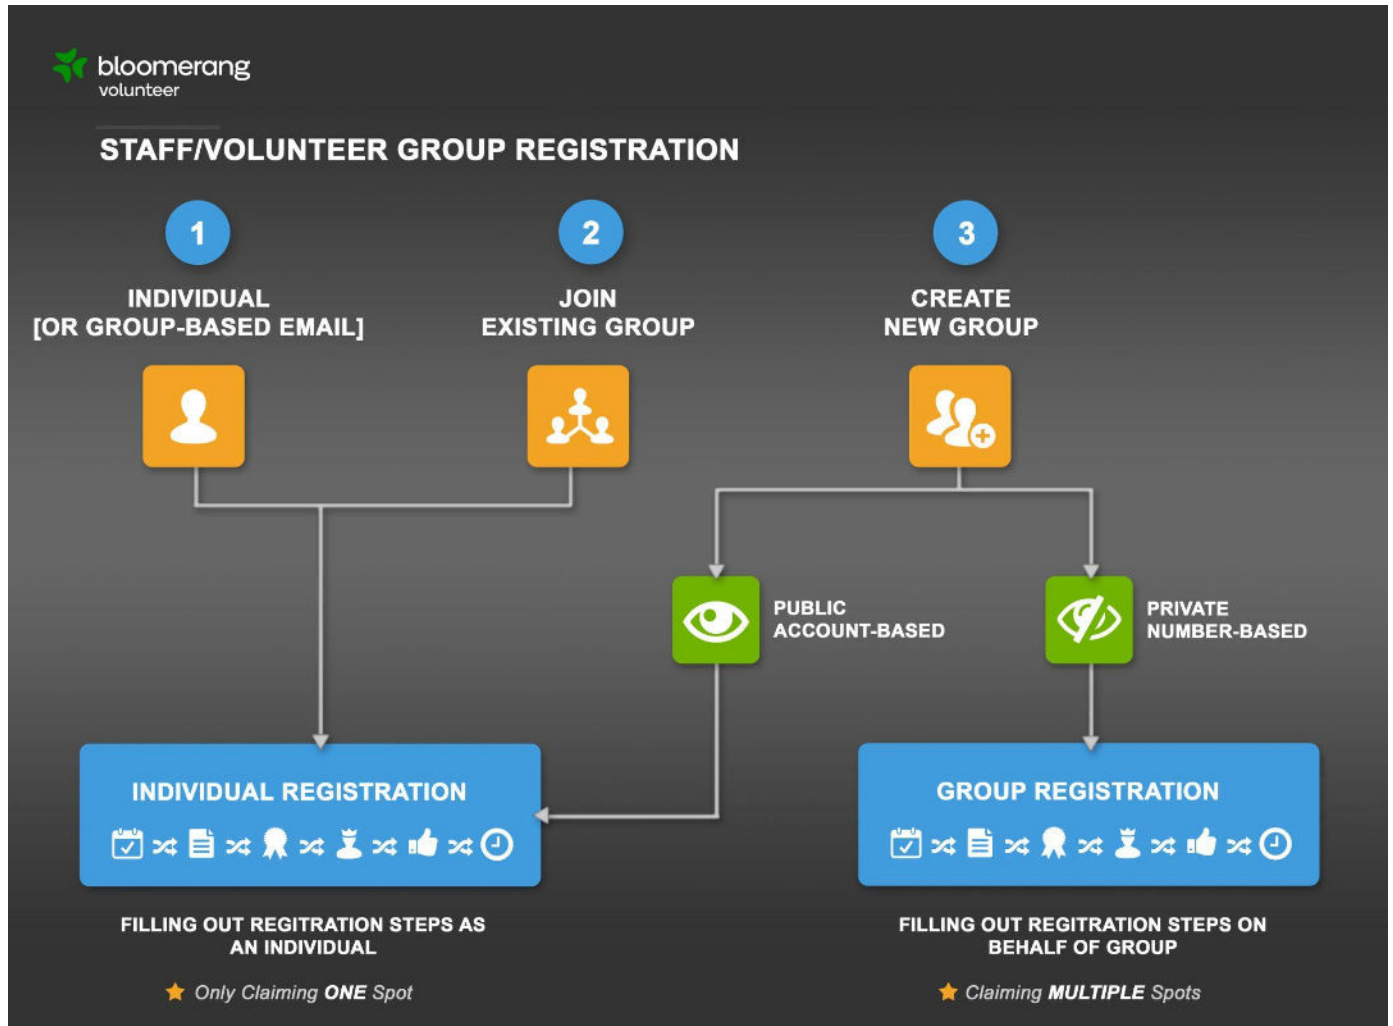 bloomerang
volunteer
STAFF/VOLUNTEER GROUP REGISTRATION
1
INDIVIDUAL
[OR GROUP-BASED EMAIL]
2
JOIN
EXISTING GROUP
3
CREATE
NEW GROUP
PUBLIC
ACCOUNT-BASED
PRIVATE
NUMBER-BASED
INDIVIDUAL REGISTRATION
FILLING OUT REGITRATION STEPS AS
AN INDIVIDUAL
Only Claiming ONE Spot
GROUP REGISTRATION
FILLING OUT REGITRATION STEPS ON
BEHALF OF GROUP
Claiming MULTIPLE Spots